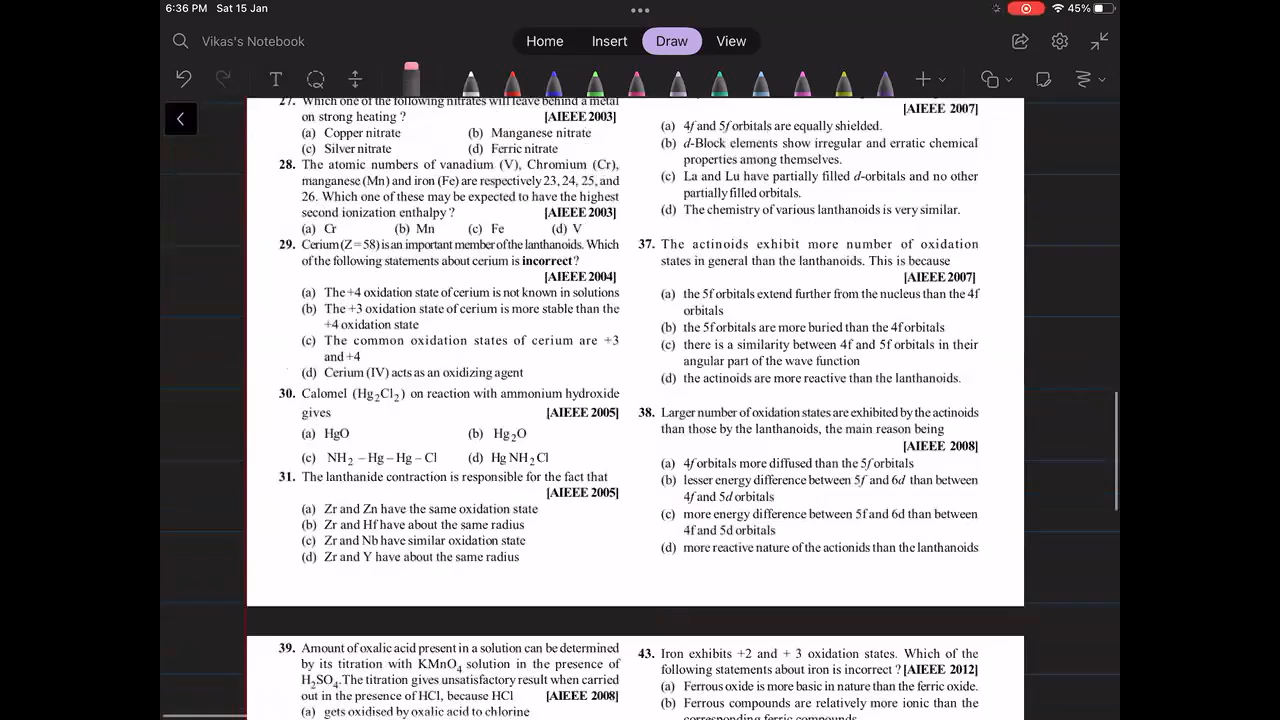 6:36 PM Sat 15 Jan
45%
Vikas's Notebook
Home Insert Draw View
27. Which one of the following nitrates will leave behind a metal
on strong heating ? [AIEEE 2003]
(a) Copper nitrate (b) Manganese nitrate
(c) Silver nitrate (d) Ferric nitrate
28. The atomic numbers of vanadium (V), Chromium (Cr),
manganese (Mn) and iron (Fe) are respectively 23, 24, 25, and
26. Which one of these may be expected to have the highest
second ionization enthalpy ? [AIEEE 2003]
(a) Cr (b) Mn (c) Fe (d) V
29. Cerium (Z = 58) is an important member of the lanthanoids. Which
of the following statements about cerium is incorrect ?
[AIEEE 2004]
(a) The +4 oxidation state of cerium is not known in solutions
(b) The +3 oxidation state of cerium is more stable than the
+4 oxidation state
(c) The common oxidation states of cerium are +3
and +4
(d) Cerium (IV) acts as an oxidizing agent
30. Calomel (Hg₂Cl₂) on reaction with ammonium hydroxide
gives [AIEEE 2005]
(a) HgO (b) Hg₂O
(c) NH₂ – Hg – Hg – Cl (d) Hg NH₂ Cl
31. The lanthanide contraction is responsible for the fact that
[AIEEE 2005]
(a) Zr and Zn have the same oxidation state
(b) Zr and Hf have about the same radius
(c) Zr and Nb have similar oxidation state
(d) Zr and Y have about the same radius
[AIEEE 2007]
(a) 4f and 5f orbitals are equally shielded.
(b) d-Block elements show irregular and erratic chemical
properties among themselves.
(c) La and Lu have partially filled d-orbitals and no other
partially filled orbitals.
(d) The chemistry of various lanthanoids is very similar.
37. The actinoids exhibit more number of oxidation
states in general than the lanthanoids. This is because
[AIEEE 2007]
(a) the 5f orbitals extend further from the nucleus than the 4f
orbitals
(b) the 5f orbitals are more buried than the 4f orbitals
(c) there is a similarity between 4f and 5f orbitals in their
angular part of the wave function
(d) the actinoids are more reactive than the lanthanoids.
38. Larger number of oxidation states are exhibited by the actinoids
than those by the lanthanoids, the main reason being
[AIEEE 2008]
(a) 4f orbitals more diffused than the 5f orbitals
(b) lesser energy difference between 5f and 6d than between
4f and 5d orbitals
(c) more energy difference between 5f and 6d than between
4f and 5d orbitals
(d) more reactive nature of the actionids than the lanthanoids
39. Amount of oxalic acid present in a solution can be determined
by its titration with KMnO₄ solution in the presence of
H₂SO₄. The titration gives unsatisfactory result when carried
out in the presence of HCl, because HCl [AIEEE 2008]
(a) gets oxidised by oxalic acid to chlorine
43. Iron exhibits +2 and + 3 oxidation states. Which of the
following statements about iron is incorrect ? [AIEEE 2012]
(a) Ferrous oxide is more basic in nature than the ferric oxide.
(b) Ferrous compounds are relatively more ionic than the
corresponding ferric compounds